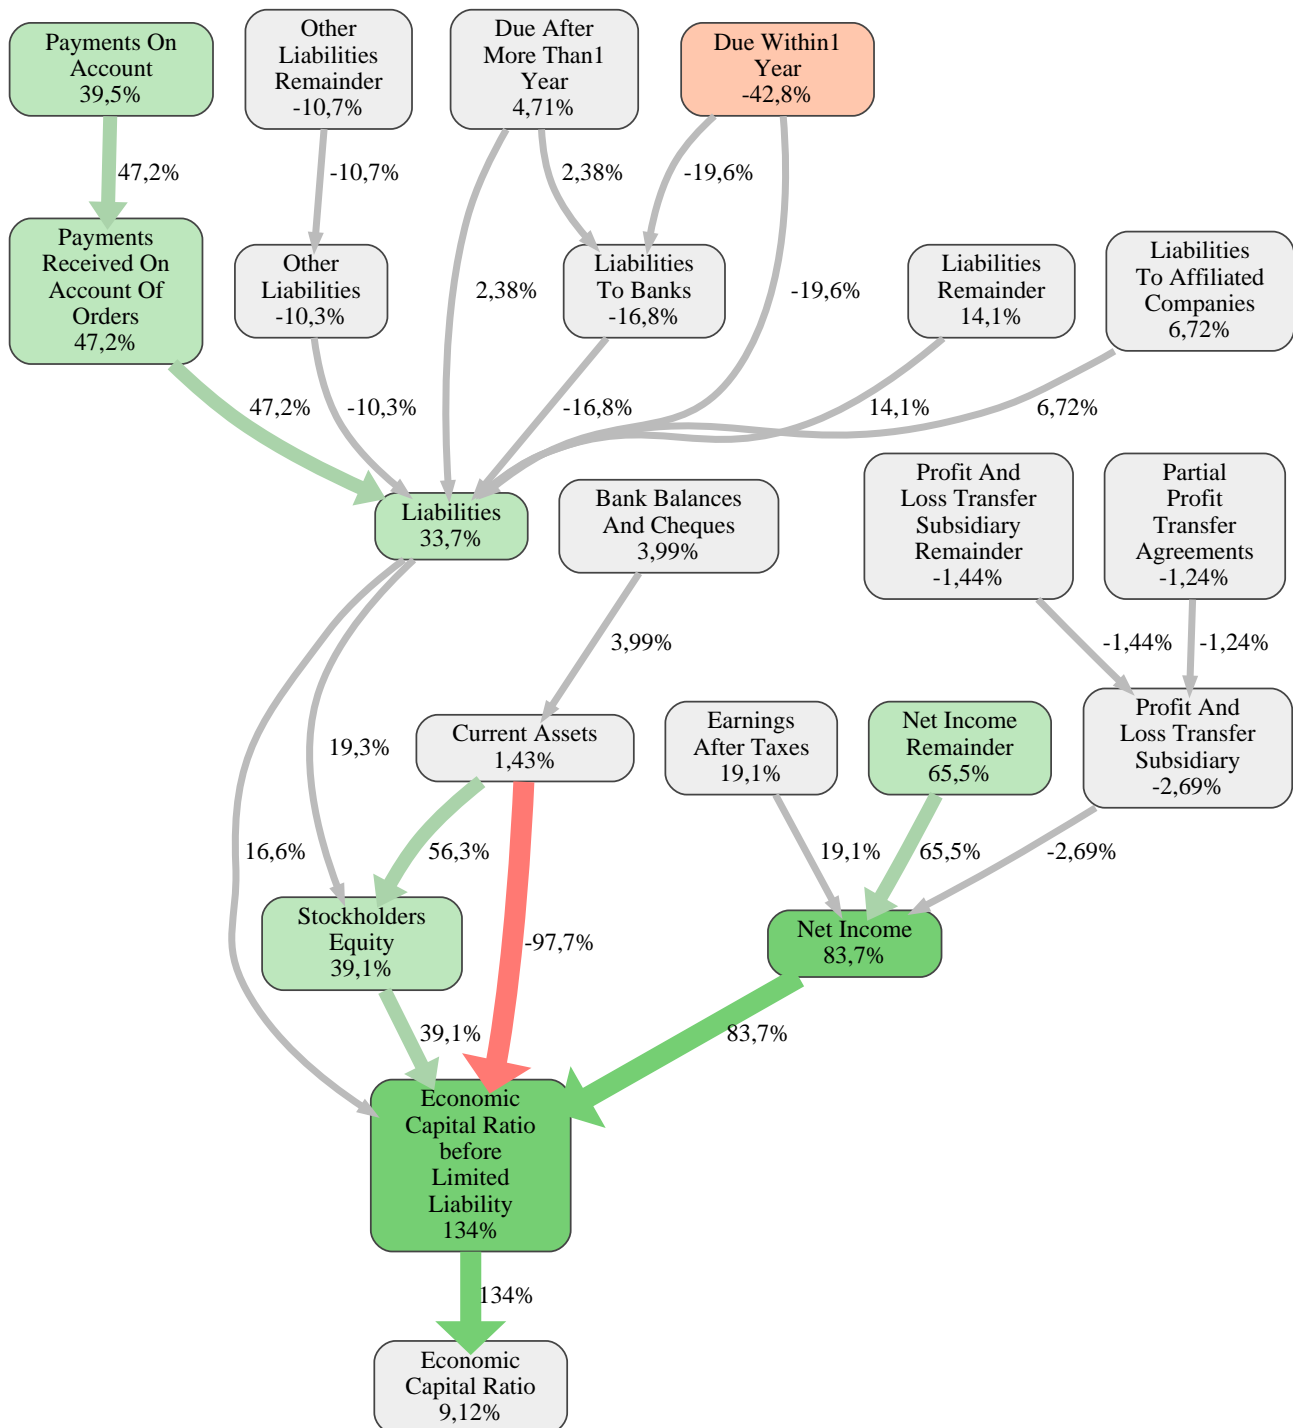 Payments On
Account
39,5%
Other
Liabilities
Remainder
-10,7%
Due After
More Than1
Year
4,71%
Due Within1
Year
-42,8%
47,2%
-10,7%
2,38%
-19,6%
Payments
Received On
Account Of
Orders
47,2%
Other
Liabilities
-10,3%
2,38%
Liabilities
To Banks
-16,8%
-19,6%
Liabilities
Remainder
14,1%
Liabilities
To Affiliated
Companies
6,72%
47,2%
-10,3%
-16,8%
14,1%
6,72%
Liabilities
33,7%
Bank Balances
And Cheques
3,99%
Profit And
Loss Transfer
Subsidiary
Remainder
-1,44%
Partial
Profit
Transfer
Agreements
-1,24%
3,99%
-1,44%
-1,24%
19,3%
Current Assets
1,43%
Earnings
After Taxes
19,1%
Net Income
Remainder
65,5%
Profit And
Loss Transfer
Subsidiary
-2,69%
16,6%
56,3%
19,1%
65,5%
-2,69%
Stockholders
Equity
39,1%
-97,7%
Net Income
83,7%
39,1%
83,7%
Economic
Capital Ratio
before
Limited
Liability
134%
134%
Economic
Capital Ratio
9,12%